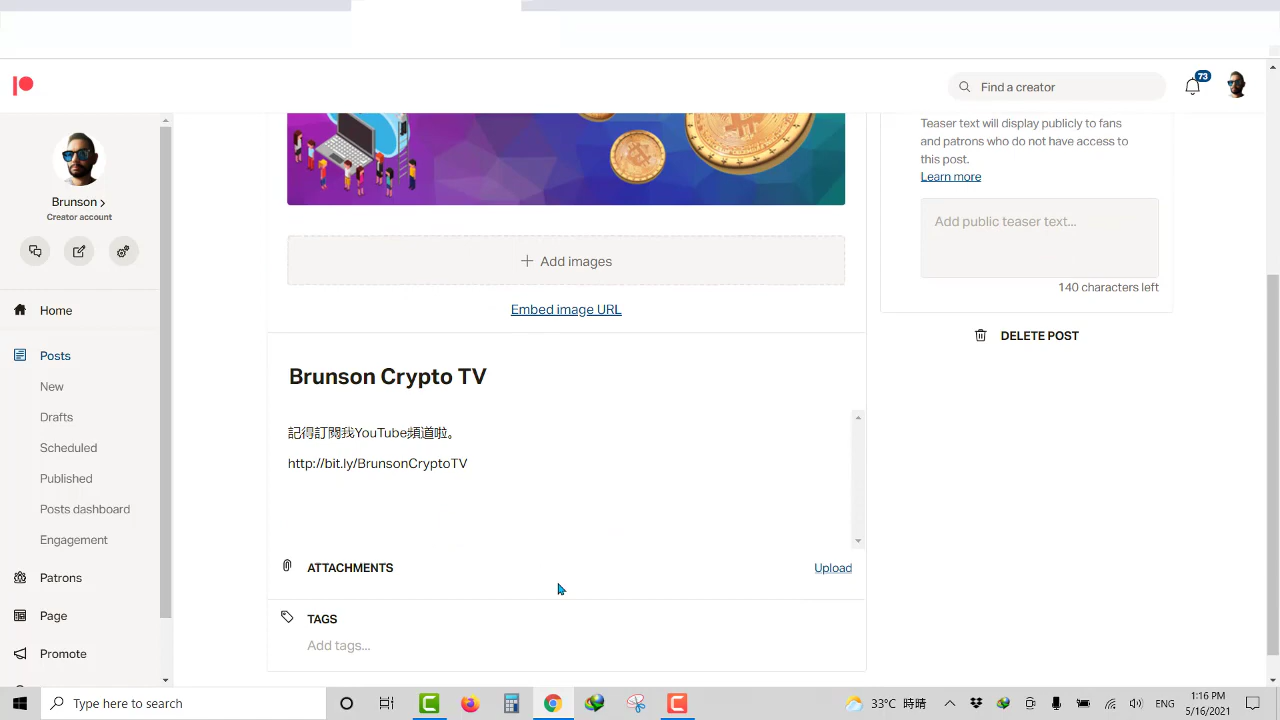 Find a creator
73
Brunson >
Creator account
Home
Posts
New
Drafts
Scheduled
Published
Posts dashboard
Engagement
Patrons
Page
Promote
+ Add images
Embed image URL
Brunson Crypto TV
記得訂閱我YouTube頻道啦。
http://bit.ly/BrunsonCryptoTV
ATTACHMENTS
Upload
TAGS
Add tags...
Teaser text will display publicly to fans
and patrons who do not have access to
this post.
Learn more
Add public teaser text...
140 characters left
DELETE POST
Type here to search
33°C 時晴
ENG
1:16 PM
5/16/2021